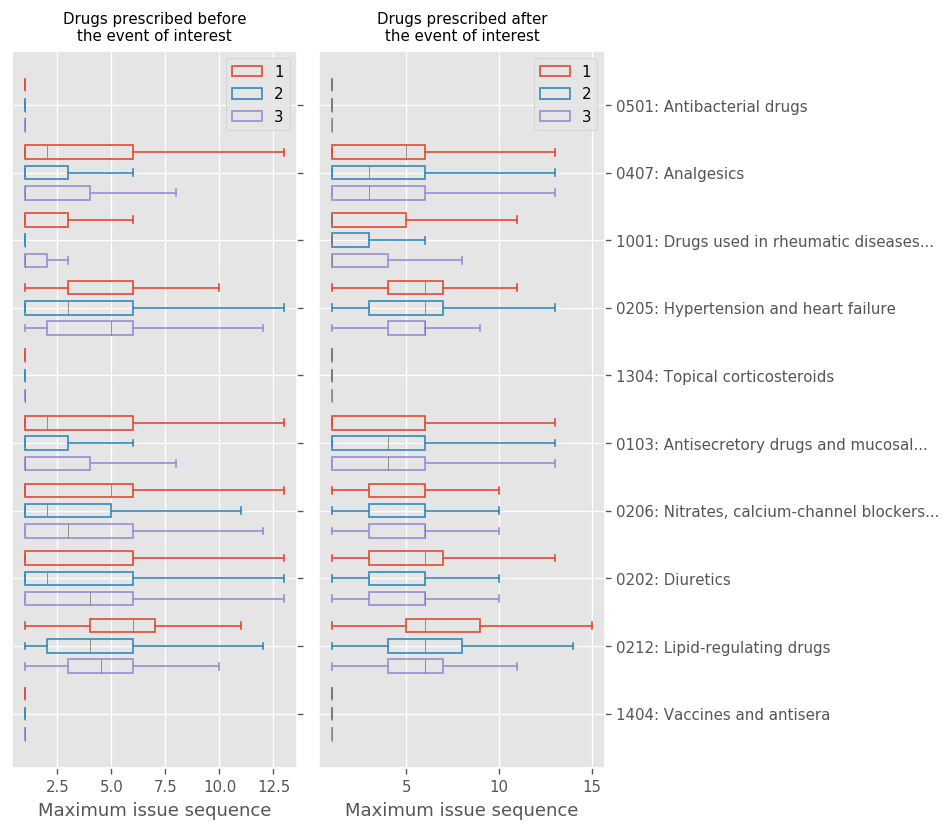 Drugs prescribed before
the event of interest
Drugs prescribed after
the event of interest
1
2
3
1
2
3
0501: Antibacterial drugs
0407: Analgesics
1001: Drugs used in rheumatic diseases...
0205: Hypertension and heart failure
1304: Topical corticosteroids
0103: Antisecretory drugs and mucosal...
0206: Nitrates, calcium-channel blockers...
0202: Diuretics
0212: Lipid-regulating drugs
1404: Vaccines and antisera
2.5 5.0 10.0 12.5
5 10 15
Maximum issue sequence
Maximum issue sequence